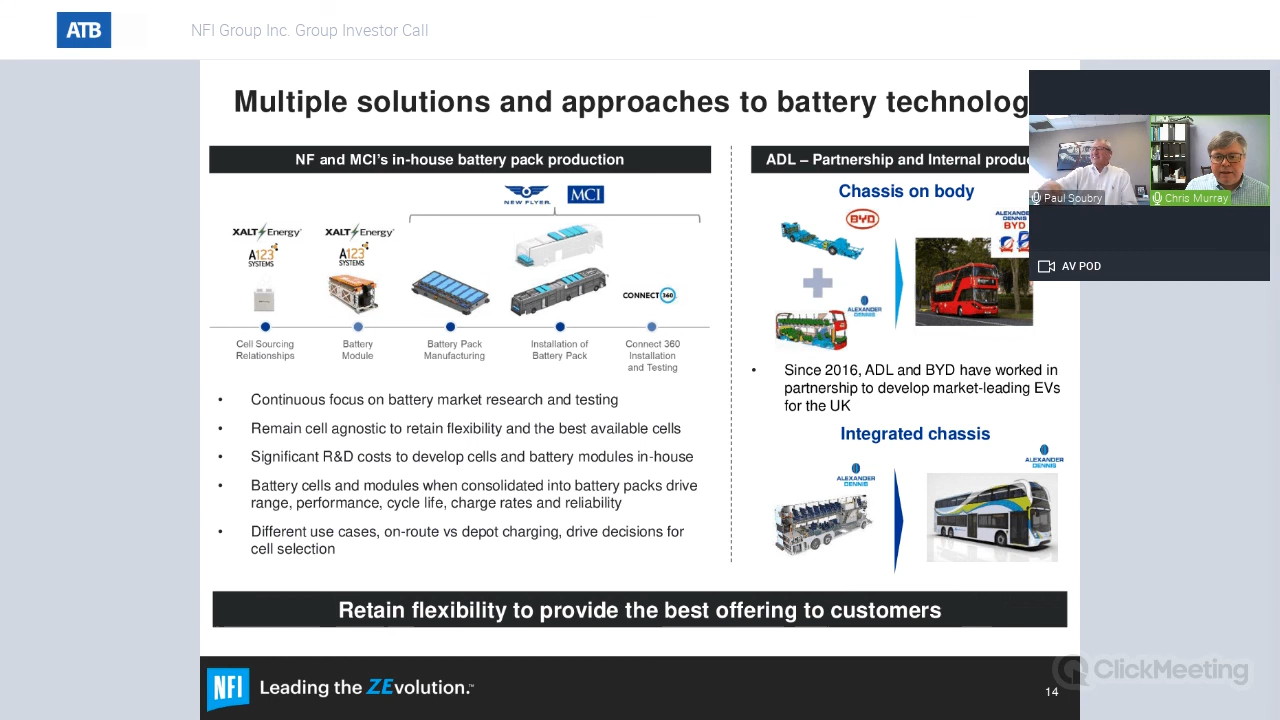 ATB
NFI Group Inc. Group Investor Call
Multiple solutions and approaches to battery technolog
NF and MCI's in-house battery pack production
NEW FLYER
MCI
XALT Energy™
XALT Energy™
A123
SYSTEMS
A123
SYSTEMS
CONNECT 360
Cell Sourcing
Relationships
Battery
Module
Battery Pack
Manufacturing
Installation of
Battery Pack
Connect 360
Installation
and Testing
• Continuous focus on battery market research and testing
• Remain cell agnostic to retain flexibility and the best available cells
• Significant R&D costs to develop cells and battery modules in-house
• Battery cells and modules when consolidated into battery packs drive
range, performance, cycle life, charge rates and reliability
• Different use cases, on-route vs depot charging, drive decisions for
cell selection
ADL – Partnership and Internal produ
Chassis on body
BYD
ALEXANDER
DENNIS
ALEXANDER
DENNIS
BYD
• Since 2016, ADL and BYD have worked in
partnership to develop market-leading EVs
for the UK
Integrated chassis
ALEXANDER
DENNIS
ALEXANDER
DENNIS
Paul Soubry
Chris Murray
AV POD
Retain flexibility to provide the best offering to customers
NFI
Leading the ZEvolution.™
14
ClickMeeting